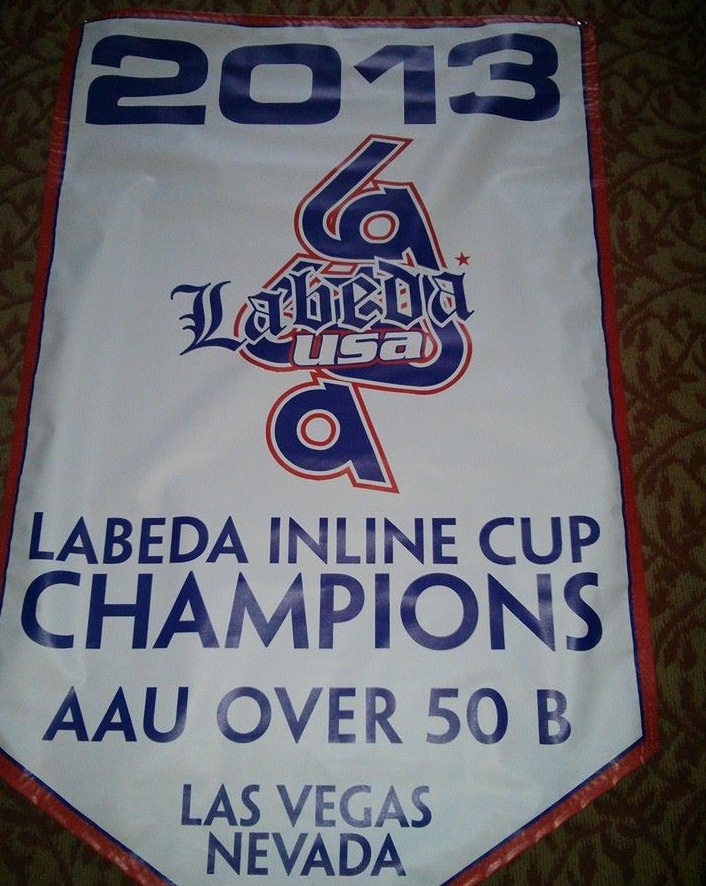 2013
Labeda
usa
LABEDA INLINE CUP
CHAMPIONS
AAU OVER 50 B
LAS VEGAS
NEVADA